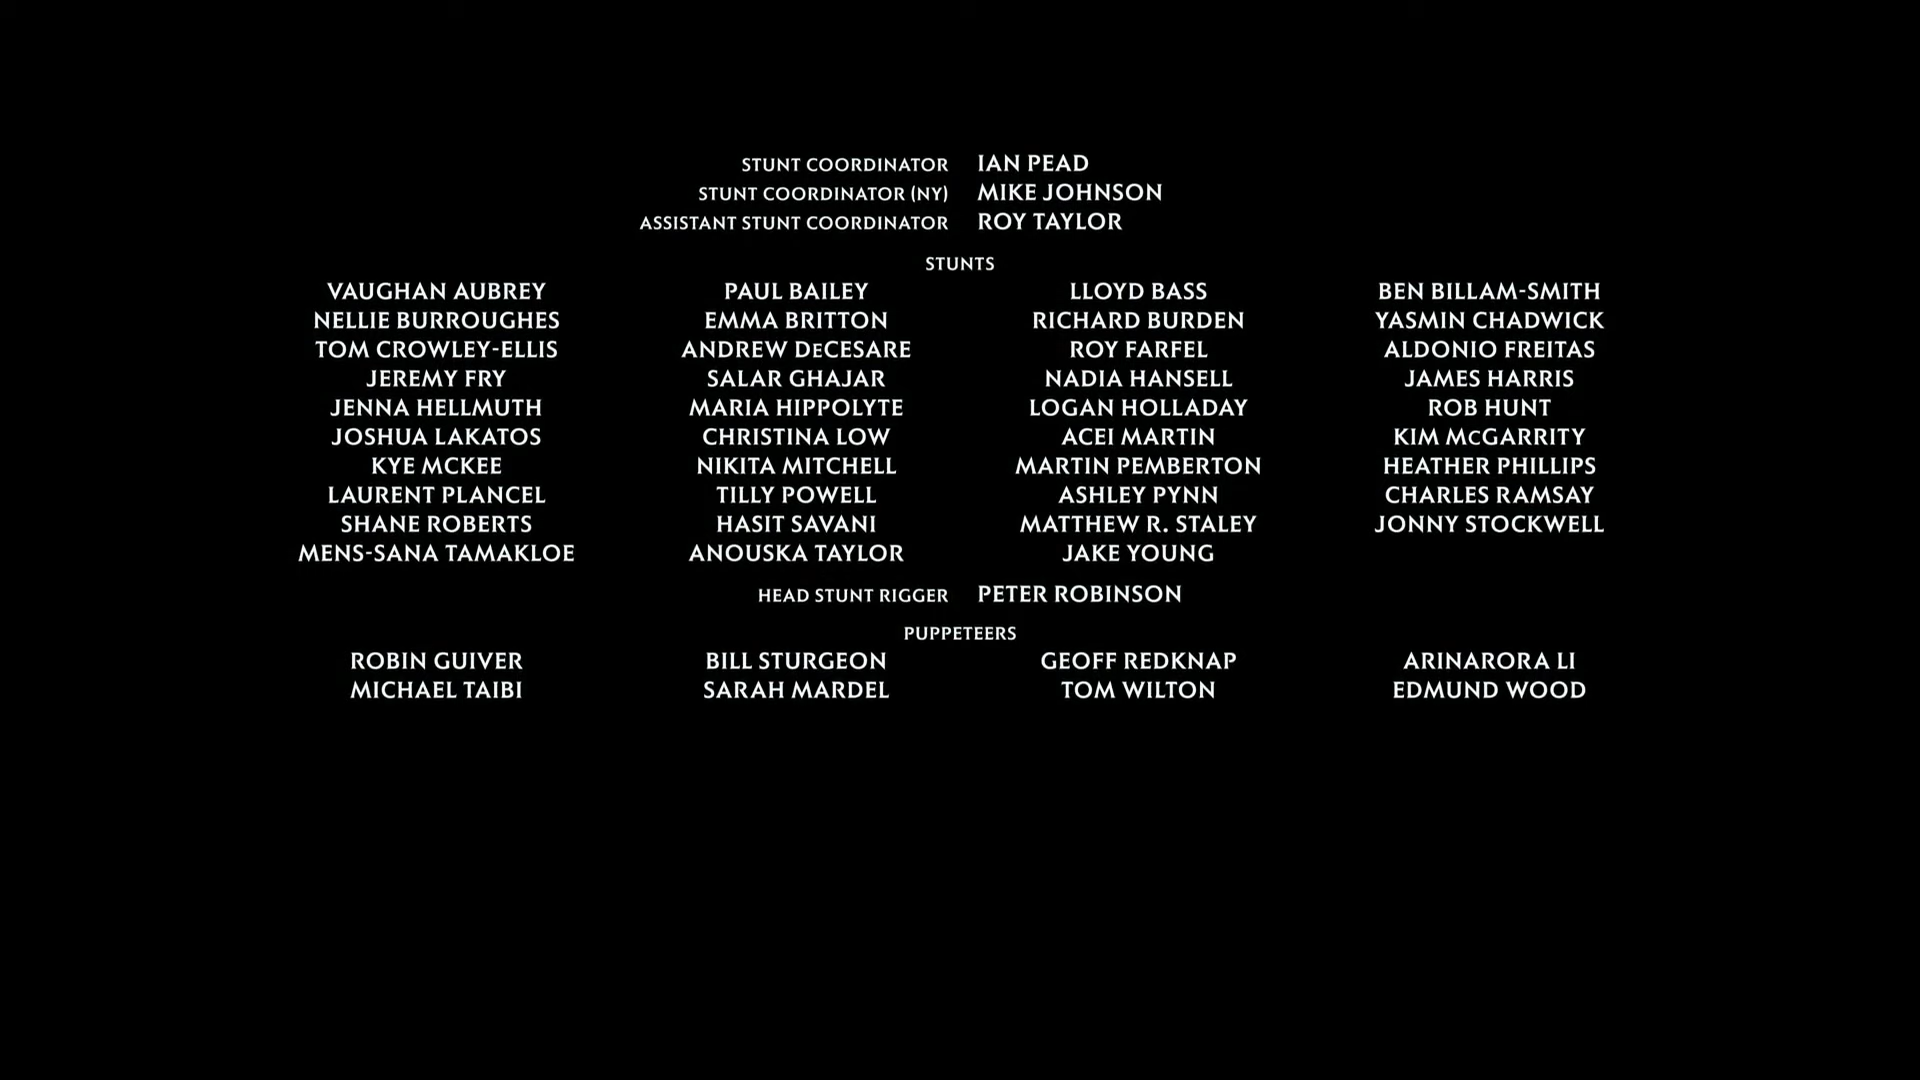 STUNT COORDINATOR IAN PEAD
STUNT COORDINATOR (NY) MIKE JOHNSON
ASSISTANT STUNT COORDINATOR ROY TAYLOR
STUNTS
VAUGHAN AUBREY PAUL BAILEY LLOYD BASS BEN BILLAM-SMITH
NELLIE BURROUGHES EMMA BRITTON RICHARD BURDEN YASMIN CHADWICK
TOM CROWLEY-ELLIS ANDREW DeCESARE ROY FARFEL ALDONIO FREITAS
JEREMY FRY SALAR GHAJAR NADIA HANSELL JAMES HARRIS
JENNA HELLMUTH MARIA HIPPOLYTE LOGAN HOLLADAY ROB HUNT
JOSHUA LAKATOS CHRISTINA LOW ACEI MARTIN KIM McGARRITY
KYE MCKEE NIKITA MITCHELL MARTIN PEMBERTON HEATHER PHILLIPS
LAURENT PLANCEL TILLY POWELL ASHLEY PYNN CHARLES RAMSAY
SHANE ROBERTS HASIT SAVANI MATTHEW R. STALEY JONNY STOCKWELL
MENS-SANA TAMAKLOE ANOUSKA TAYLOR JAKE YOUNG
HEAD STUNT RIGGER PETER ROBINSON
PUPPETEERS
ROBIN GUIVER BILL STURGEON GEOFF REDKNAP ARINARORA LI
MICHAEL TAIBI SARAH MARDEL TOM WILTON EDMUND WOOD